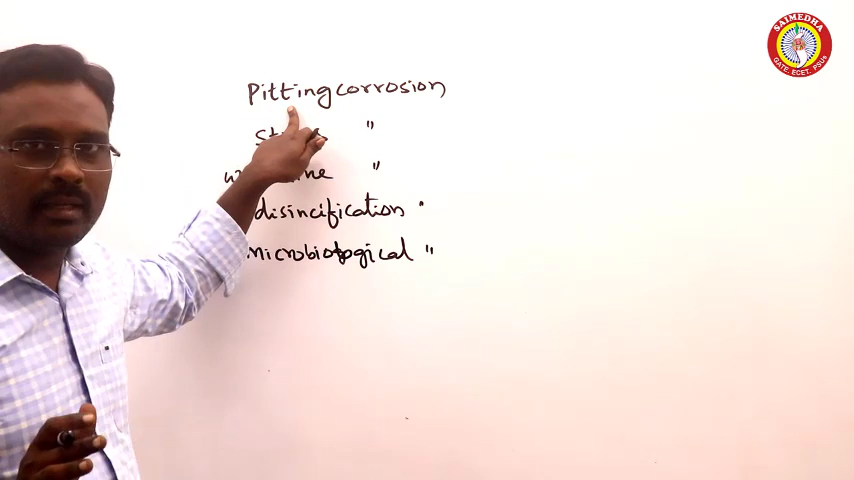 SAIMEDHA
GATE, ECET, PSUs
Pitting corrosion
"
"
disincification "
microbiological "